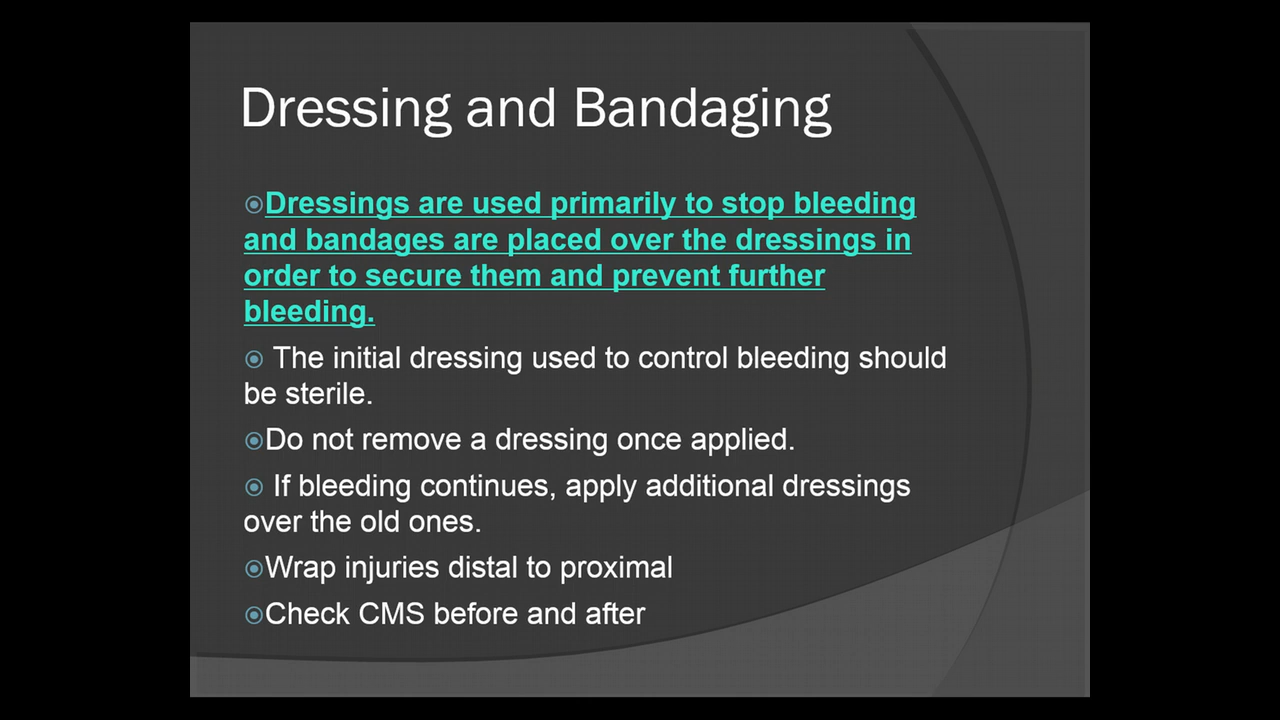 Dressing and Bandaging
Dressings are used primarily to stop bleeding
and bandages are placed over the dressings in
order to secure them and prevent further
bleeding.
The initial dressing used to control bleeding should
be sterile.
Do not remove a dressing once applied.
If bleeding continues, apply additional dressings
over the old ones.
Wrap injuries distal to proximal
Check CMS before and after